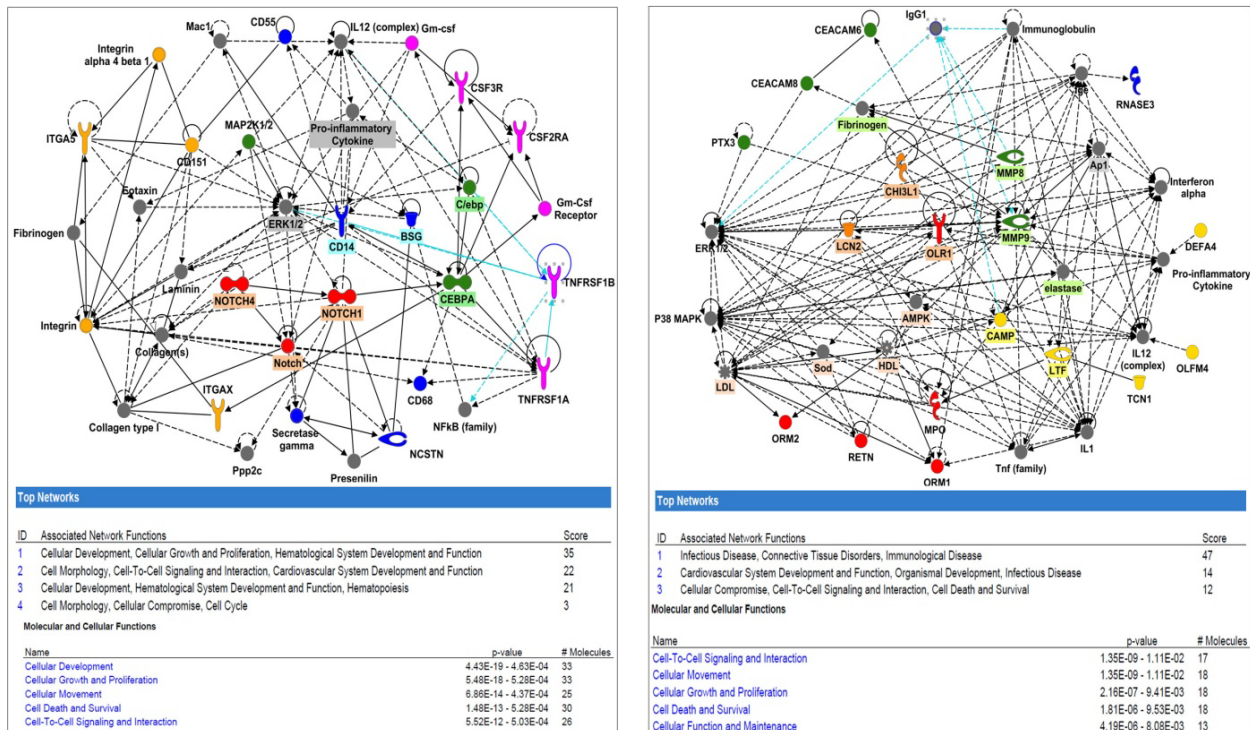 Mac1
CD55
IL12 (complex)
Gm-csf
Integrin
alpha 4 beta 1
CSF3R
ITGA5
MAP2K1/2
Pro-inflammatory
Cytokine
CSF2RA
CD151
Eotaxin
C/ebp
Gm-Csf
Receptor
Fibrinogen
ERK1/2
CD14
BSG
TNFRSF1B
Laminin
NOTCH4
NOTCH1
CEBPA
Integrin
Collagen(s)
Notch
ITGAX
CD68
TNFRSF1A
Collagen type I
Secretase
gamma
NFkB (family)
NCSTN
Ppp2c
Presenilin
Top Networks
ID Associated Network Functions Score
1 Cellular Development, Cellular Growth and Proliferation, Hematological System Development and Function 35
2 Cell Morphology, Cell-To-Cell Signaling and Interaction, Cardiovascular System Development and Function 22
3 Cellular Development, Hematological System Development and Function, Hematopoiesis 21
4 Cell Morphology, Cellular Compromise, Cell Cycle 3
Molecular and Cellular Functions
Name p-value # Molecules
Cellular Development 4.43E-19 - 4.63E-04 33
Cellular Growth and Proliferation 5.48E-18 - 5.28E-04 33
Cellular Movement 6.86E-14 - 4.37E-04 25
Cell Death and Survival 1.48E-13 - 5.28E-04 30
Cell-To-Cell Signaling and Interaction 5.52E-12 - 5.03E-04 26
CEACAM6
IgG1
Immunoglobulin
CEACAM8
RNASE3
Fibrinogen
PTX3
CHI3L1
MMP8
Ap1
Interferon
alpha
ERK1/2
LCN2
OLR1
MMP9
DEFA4
Pro-inflammatory
Cytokine
elastase
P38 MAPK
AMPK
CAMP
IL12
(complex)
OLFM4
LDL
Sod
HDL
LTF
TCN1
MPO
ORM2
RETN
ORM1
Tnf (family)
IL1
Top Networks
ID Associated Network Functions Score
1 Infectious Disease, Connective Tissue Disorders, Immunological Disease 47
2 Cardiovascular System Development and Function, Organismal Development, Infectious Disease 14
3 Cellular Compromise, Cell-To-Cell Signaling and Interaction, Cell Death and Survival 12
Molecular and Cellular Functions
Name p-value # Molecules
Cell-To-Cell Signaling and Interaction 1.35E-09 - 1.11E-02 17
Cellular Movement 1.35E-09 - 1.11E-02 18
Cellular Growth and Proliferation 2.16E-07 - 9.41E-03 18
Cell Death and Survival 1.81E-06 - 9.53E-03 18
Cellular Function and Maintenance 4.19E-06 - 8.08E-03 13